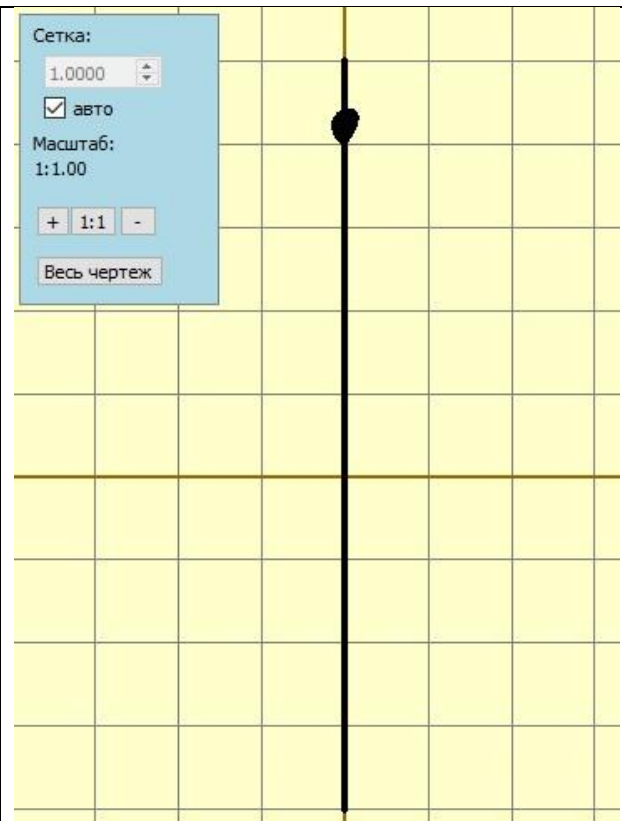 Сетка:
1.0000
авто
Масштаб:
1:1.00
+ 1:1 -
Весь чертеж